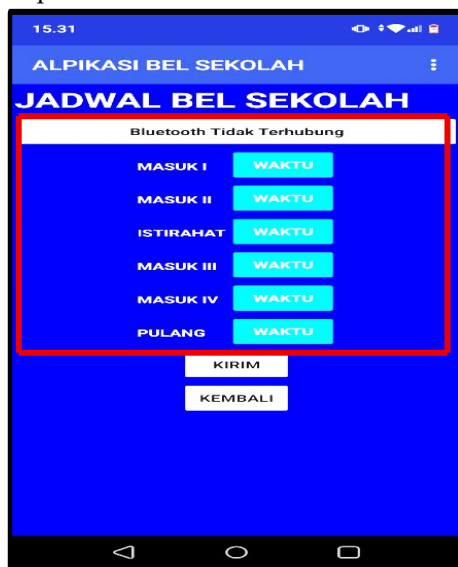 15.31
ALPIKASI BEL SEKOLAH
JADWAL BEL SEKOLAH
Bluetooth Tidak Terhubung
MASUK I WAKTU
MASUK II WAKTU
ISTIRAHAT WAKTU
MASUK III WAKTU
MASUK IV WAKTU
PULANG WAKTU
KIRIM
KEMBALI